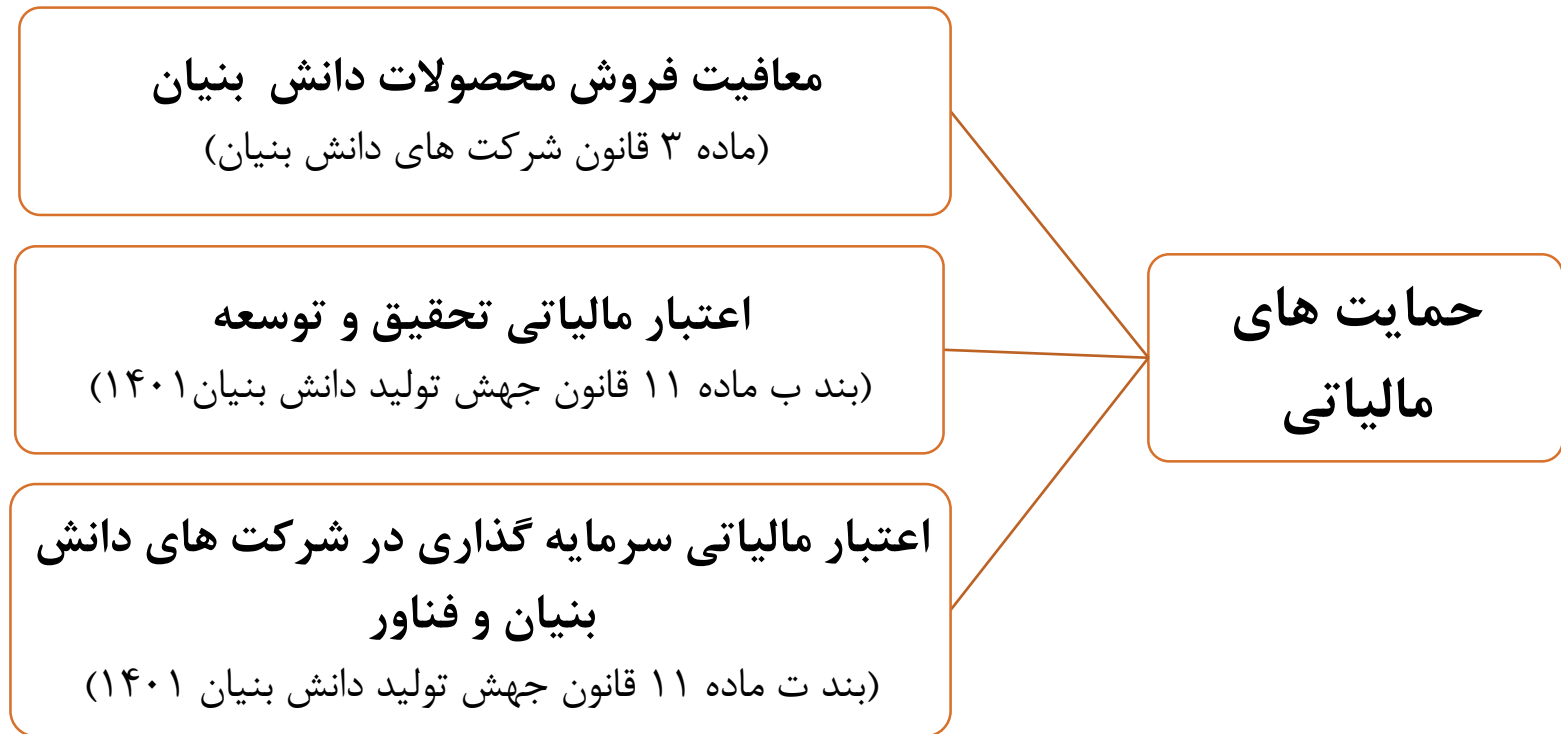 حمایت های
مالیاتی
معافیت فروش محصولات دانش بنیان
(ماده ۳ قانون شرکت های دانش بنیان)
اعتبار مالیاتی تحقیق و توسعه
(بند ب ماده ۱۱ قانون جهش تولید دانش بنیان۱۴۰۱)
اعتبار مالیاتی سرمایه گذاری در شرکت های دانش
بنیان و فناور
(بند ت ماده ۱۱ قانون جهش تولید دانش بنیان ۱۴۰۱)